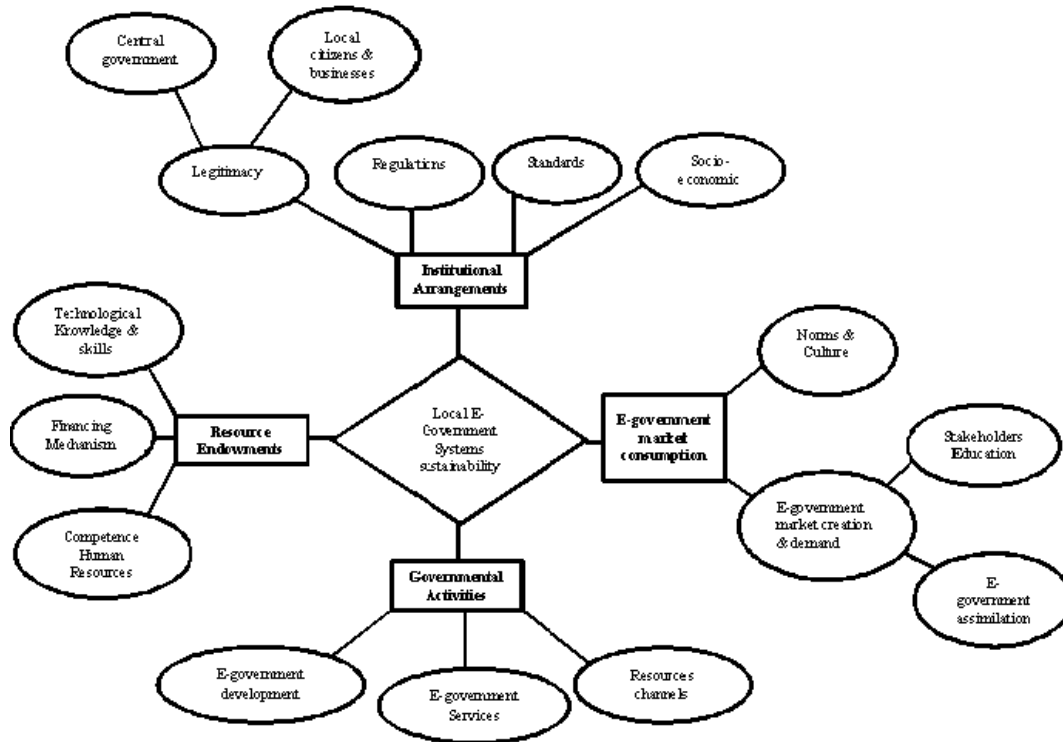 Central
government
Local
citizens &
businesses
Legitimacy
Regulations
Standards
Socio-
economic
Institutional
Arrangements
Technological
Knowledge &
skills
Norms &
Culture
Financing
Mechanism
Resource
Endowments
Local E-
Government
Systems
sustainability
E-government
market
consumption
Stakeholders
Education
Competence
Human
Resources
E-government
market creation
& demand
Governmental
Activities
E-
government
assimilation
E-government
development
E-government
Services
Resources
channels